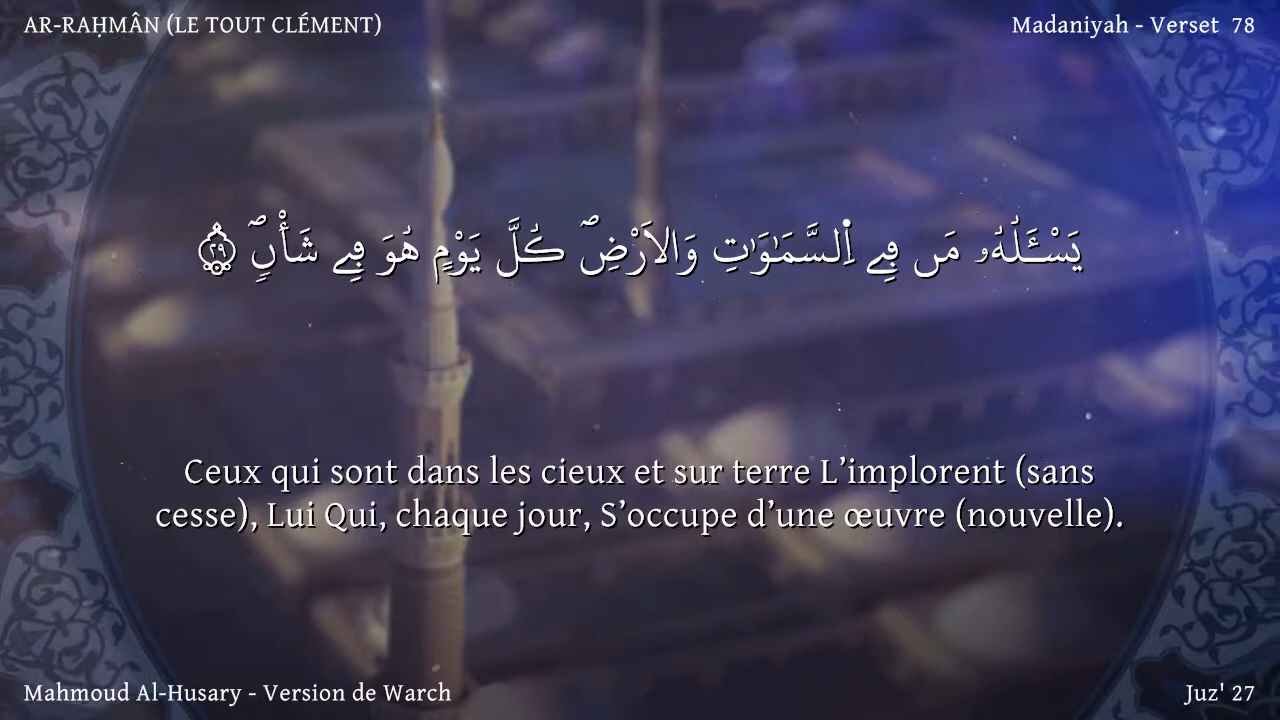 AR-RAḤMÂN (LE TOUT CLÉMENT)
Madaniyah - Verset 78
يَسْـَٔلُهُۥ مَن فِے اِ۬لسَّمَٰوَٰتِ وَالَارْضِۖ كُلَّ يَوْمٍ هُوَ فِے شَأْنٖۖ ٢٩
Ceux qui sont dans les cieux et sur terre L’implorent (sans
cesse), Lui Qui, chaque jour, S’occupe d’une œuvre (nouvelle).
Mahmoud Al-Husary - Version de Warch
Juz' 27